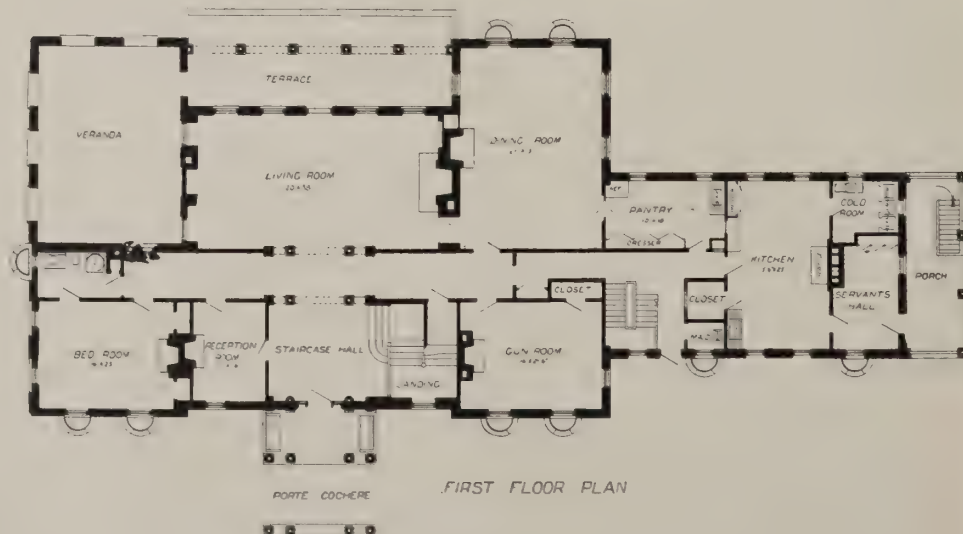 TERRACE
VERANDA
DINING ROOM
LIVING ROOM
REF.
PANTRY
COLD
ROOM
DRESSER
KITCHEN
PORCH
CLOSET
CLOSET
SERVANTS
HALL
BED ROOM
RECEPTION
ROOM
STAIRCASE HALL
GUN ROOM
LANDING
FIRST FLOOR PLAN
PORTE COCHERE